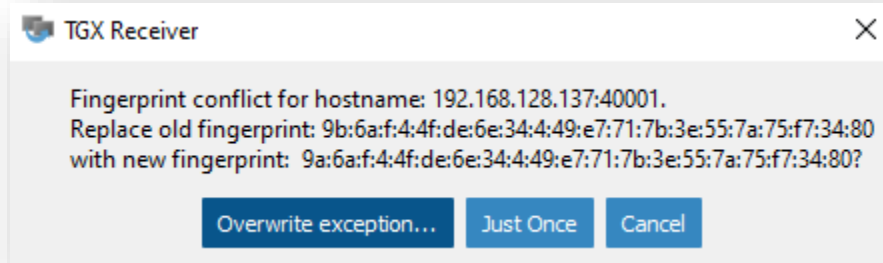 TGX Receiver
Fingerprint conflict for hostname: 192.168.128.137:40001.
Replace old fingerprint: 9b:6a:f:4:4f:de:6e:34:4:49:e7:71:7b:3e:55:7a:75:f7:34:80
with new fingerprint:  9a:6a:f:4:4f:de:6e:34:4:49:e7:71:7b:3e:55:7a:75:f7:34:80?
Overwrite exception... Just Once Cancel